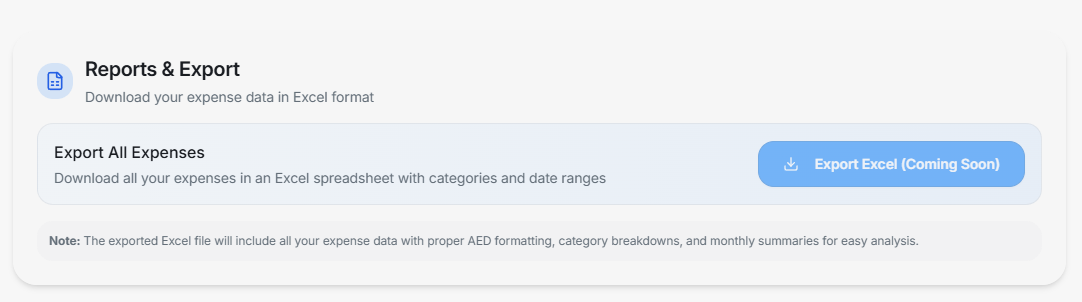 Reports & Export
Download your expense data in Excel format
Export All Expenses
Download all your expenses in an Excel spreadsheet with categories and date ranges
Export Excel (Coming Soon)
Note: The exported Excel file will include all your expense data with proper AED formatting, category breakdowns, and monthly summaries for easy analysis.